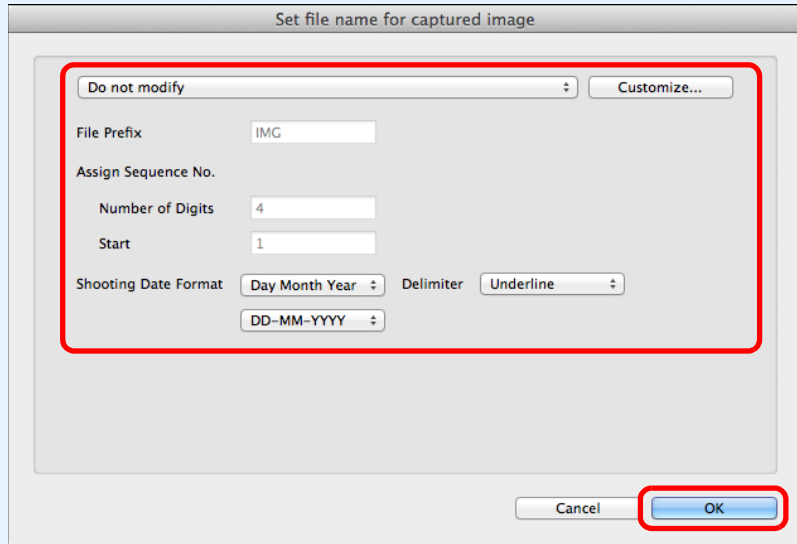 Set file name for captured image
Do not modify Customize...
File Prefix IMG
Assign Sequence No.
Number of Digits 4
Start 1
Shooting Date Format Day Month Year Delimiter Underline
DD-MM-YYYY
Cancel OK